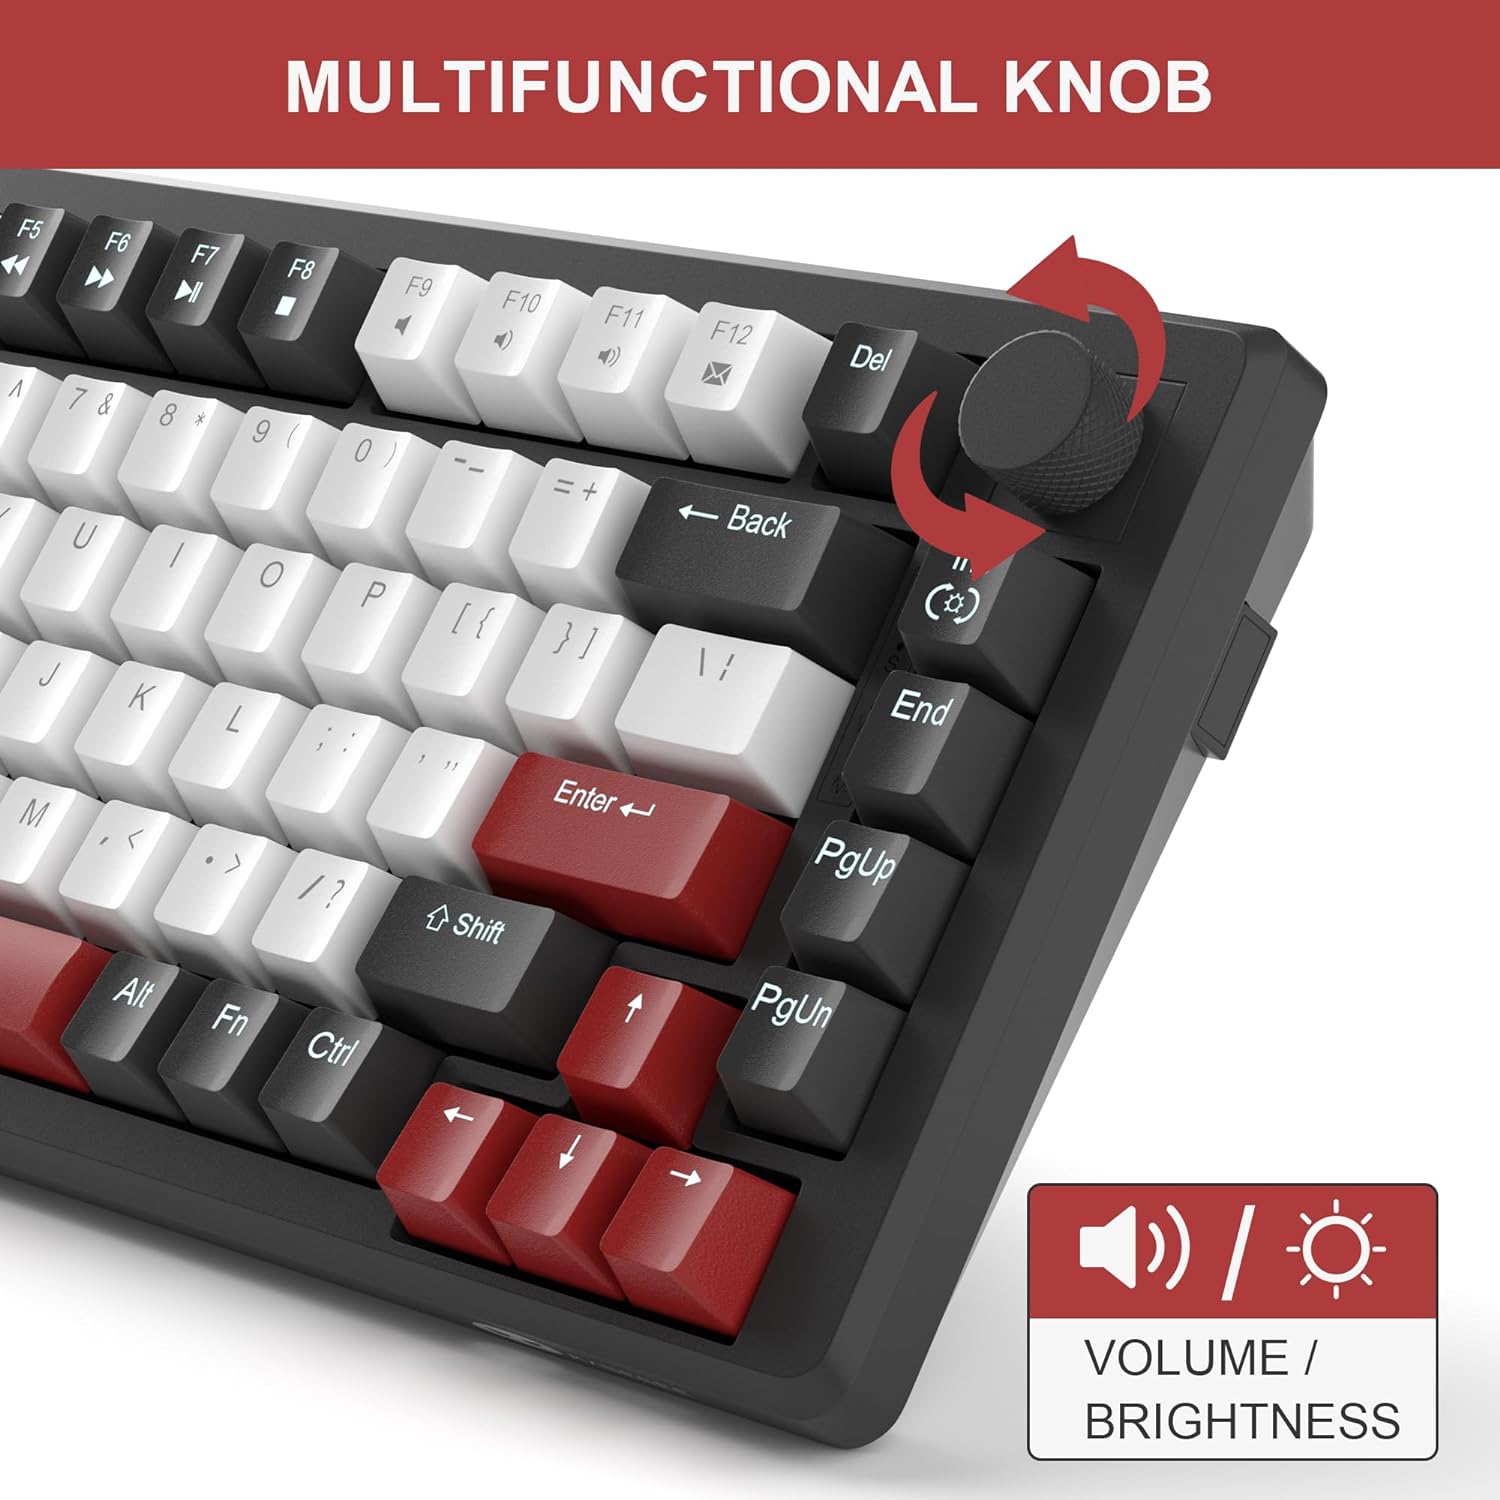 MULTIFUNCTIONAL KNOB
F5 F6 F7 F8 F9 F10 F11 F12 Del
^ 7 & 8 * 9 ( 0 ) - _ = + ← Back
U I O P [ { } ] \ ¦
End
J K L ; : , ,, Enter
PgUp
M , < . > / ? ⇧ Shift ↑ PgUn
Alt Fn Ctrl ← ↓ →
VOLUME /
BRIGHTNESS